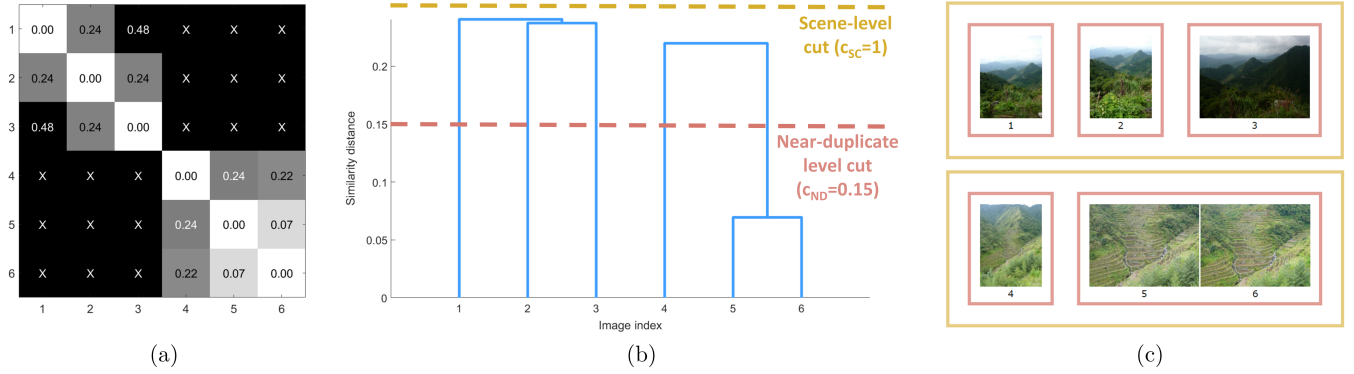 1 0.00 0.24 0.48 X X X
2 0.24 0.00 0.24 X X X
3 0.48 0.24 0.00 X X X
4 X X X 0.00 0.24 0.22
5 X X X 0.24 0.00 0.07
6 X X X 0.22 0.07 0.00
1 2 3 4 5 6
(a)
Similarity distance
0.2
0.15
0.1
0.05
0
Scene-level
cut (cSC=1)
Near-duplicate
level cut
(cND=0.15)
1 2 3 4 5 6
Image index
(b)
1 2 3
4 5 6
(c)